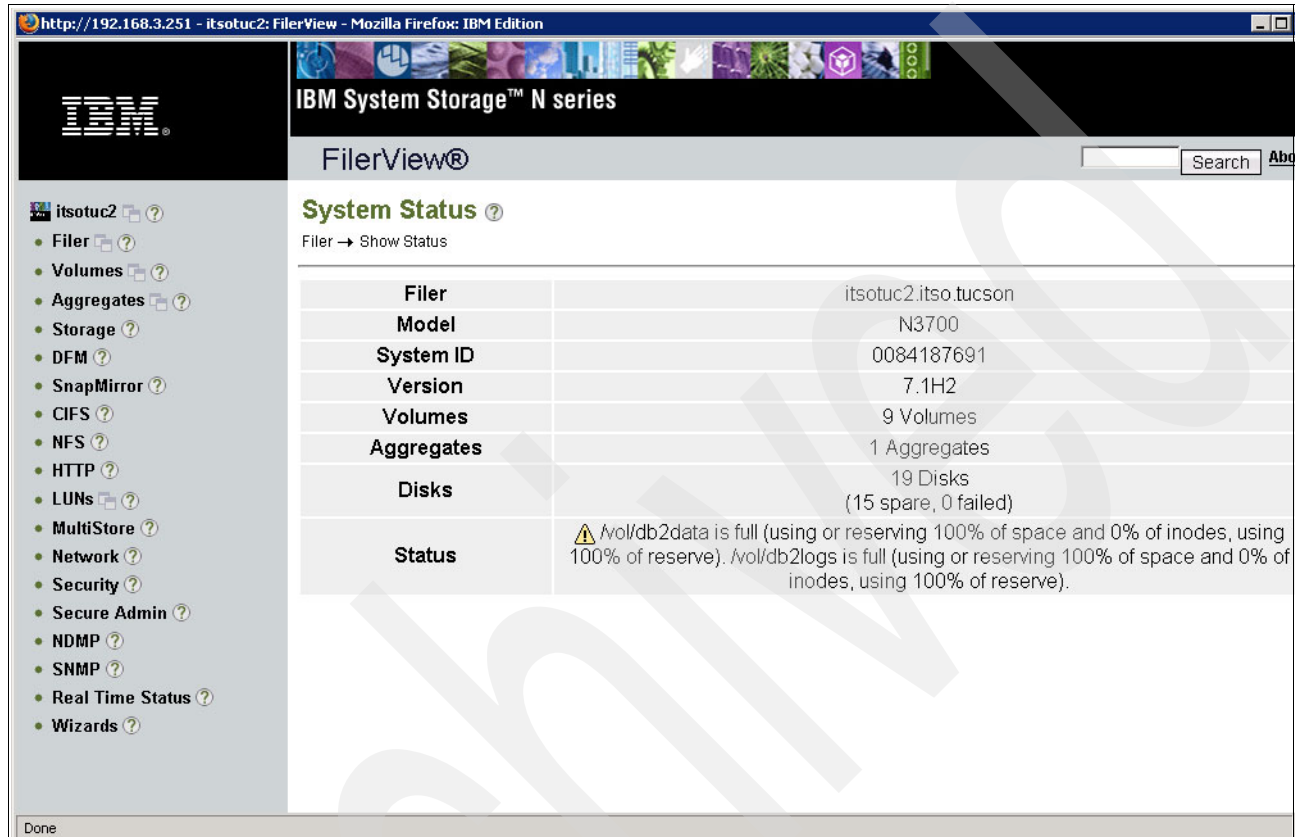 http://192.168.3.251 - itsotuc2: FilerView - Mozilla Firefox: IBM Edition
IBM®
IBM System Storage™ N series
FilerView®
Search
Abo
itsotuc2
Filer
Volumes
Aggregates
Storage
DFM
SnapMirror
CIFS
NFS
HTTP
LUNs
MultiStore
Network
Security
Secure Admin
NDMP
SNMP
Real Time Status
Wizards
System Status
Filer → Show Status
Filer itsotuc2.itso.tucson
Model N3700
System ID 0084187691
Version 7.1H2
Volumes 9 Volumes
Aggregates 1 Aggregates
Disks 19 Disks
(15 spare, 0 failed)
Status /vol/db2data is full (using or reserving 100% of space and 0% of inodes, using
100% of reserve). /vol/db2logs is full (using or reserving 100% of space and 0% of
inodes, using 100% of reserve).
Done